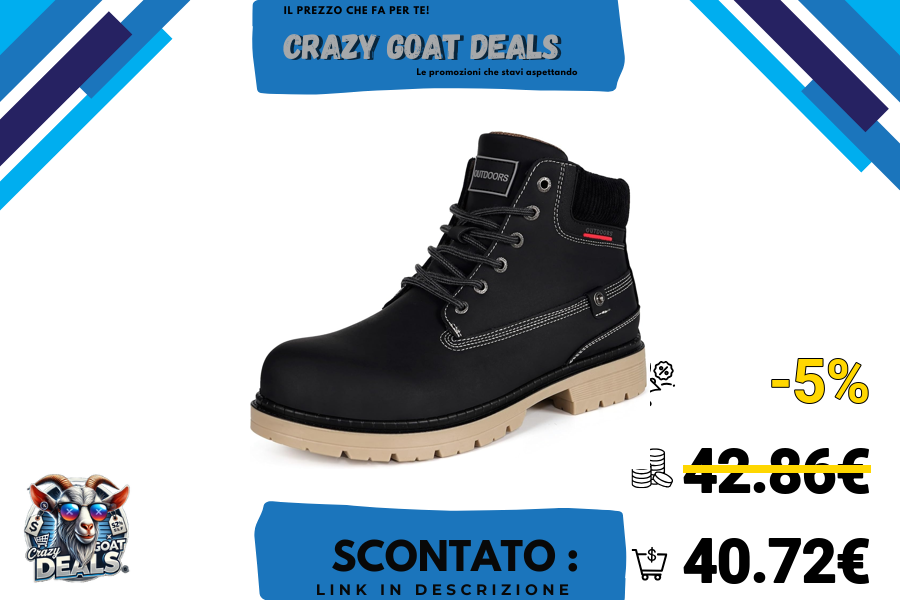 IL PREZZO CHE FA PER TE!
CRAZY GOAT DEALS
Le promozioni che stavi aspettando
OUTDOORS
OUTDOORS
-5%
42.86€
SCONTATO :
40.72€
LINK IN DESCRIZIONE
$
Crazy
GOAT
DEALS